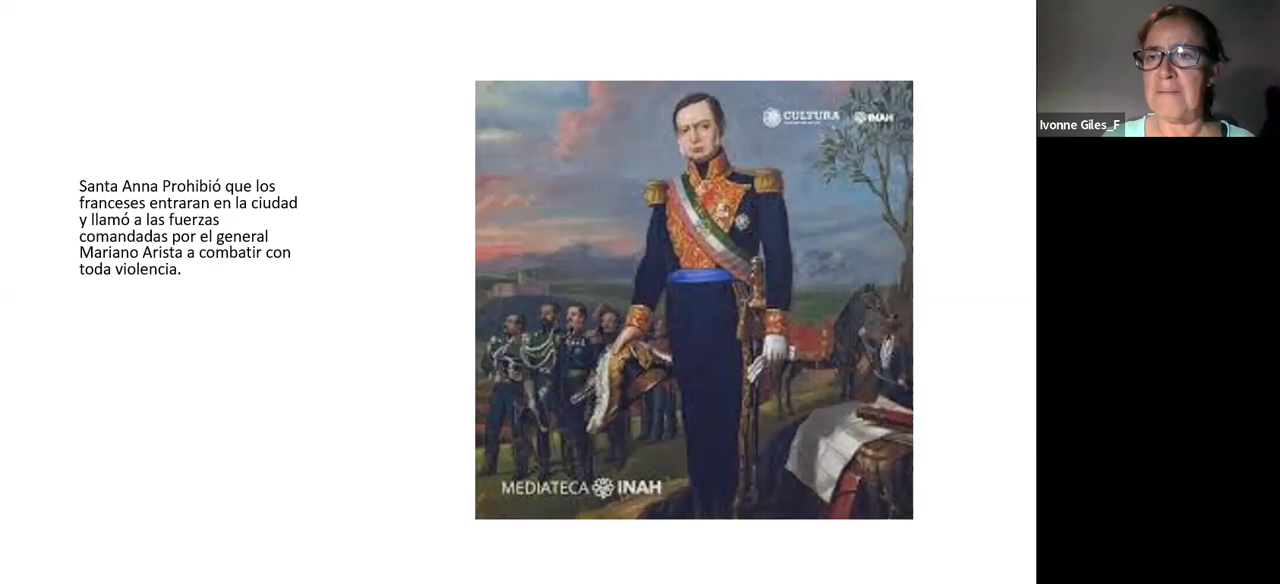 Santa Anna Prohibió que los
franceses entraran en la ciudad
y llamó a las fuerzas
comandadas por el general
Mariano Arista a combatir con
toda violencia.
CULTURA
INAH
MEDIATECA INAH
Ivonne Giles_F